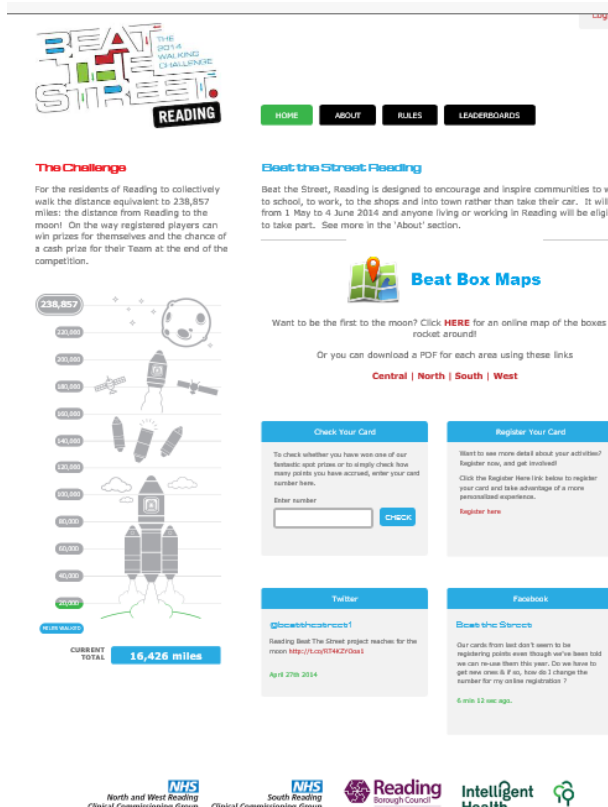 BEAT
THE
STREET.
THE
2014
WALKING
CHALLENGE
READING
HOME
ABOUT
RULES
LEADERBOARDS
The Challenge
For the residents of Reading to collectively
walk the distance equivalent to 238,857
miles: the distance from Reading to the
moon! On the way registered players can
win prizes for themselves and the chance of
a cash prize for their Team at the end of the
competition.
Beat the Street Reading
Beat the Street, Reading is designed to encourage and inspire communities to
to school, to work, to the shops and into town rather than take their car. It will
from 1 May to 4 June 2014 and anyone living or working in Reading will be
to take part. See more in the 'About' section.
Beat Box Maps
Want to be the first to the moon? Click HERE for an online map of the boxes
rocket around!
Or you can download a PDF for each area using these links
Central | North | South | West
238,857
220,000
200,000
180,000
160,000
140,000
120,000
100,000
80,000
60,000
40,000
20,000
MILES WALKED
CURRENT
TOTAL
16,426 miles
Check Your Card
To check whether you have won one of our
fantastic spot prizes or to simply check how
many points you have accrued, enter your card
number here.
Enter number
CHECK
Register Your Card
Want to see more detail about your activities?
Register now, and get involved!
Click the Register Here link below to register
your card and take advantage of a more
personalized experience.
Register here
Twitter
@beatthestreet1
Reading Beat The Street project reaches for the
moon
April 27th 2014
Facebook
Beat the Street
Our cards from last don't seem to be
registering points even though we've been told
we can re-use them this year. Do we have to
get new ones & if so, how do I change the
number for my online registration ?
6 min 12 sec ago.
NHS
North and West Reading
Clinical Commissioning Group
NHS
South Reading
Clinical Commissioning Group
Reading
Borough Council
Intelligent
Health